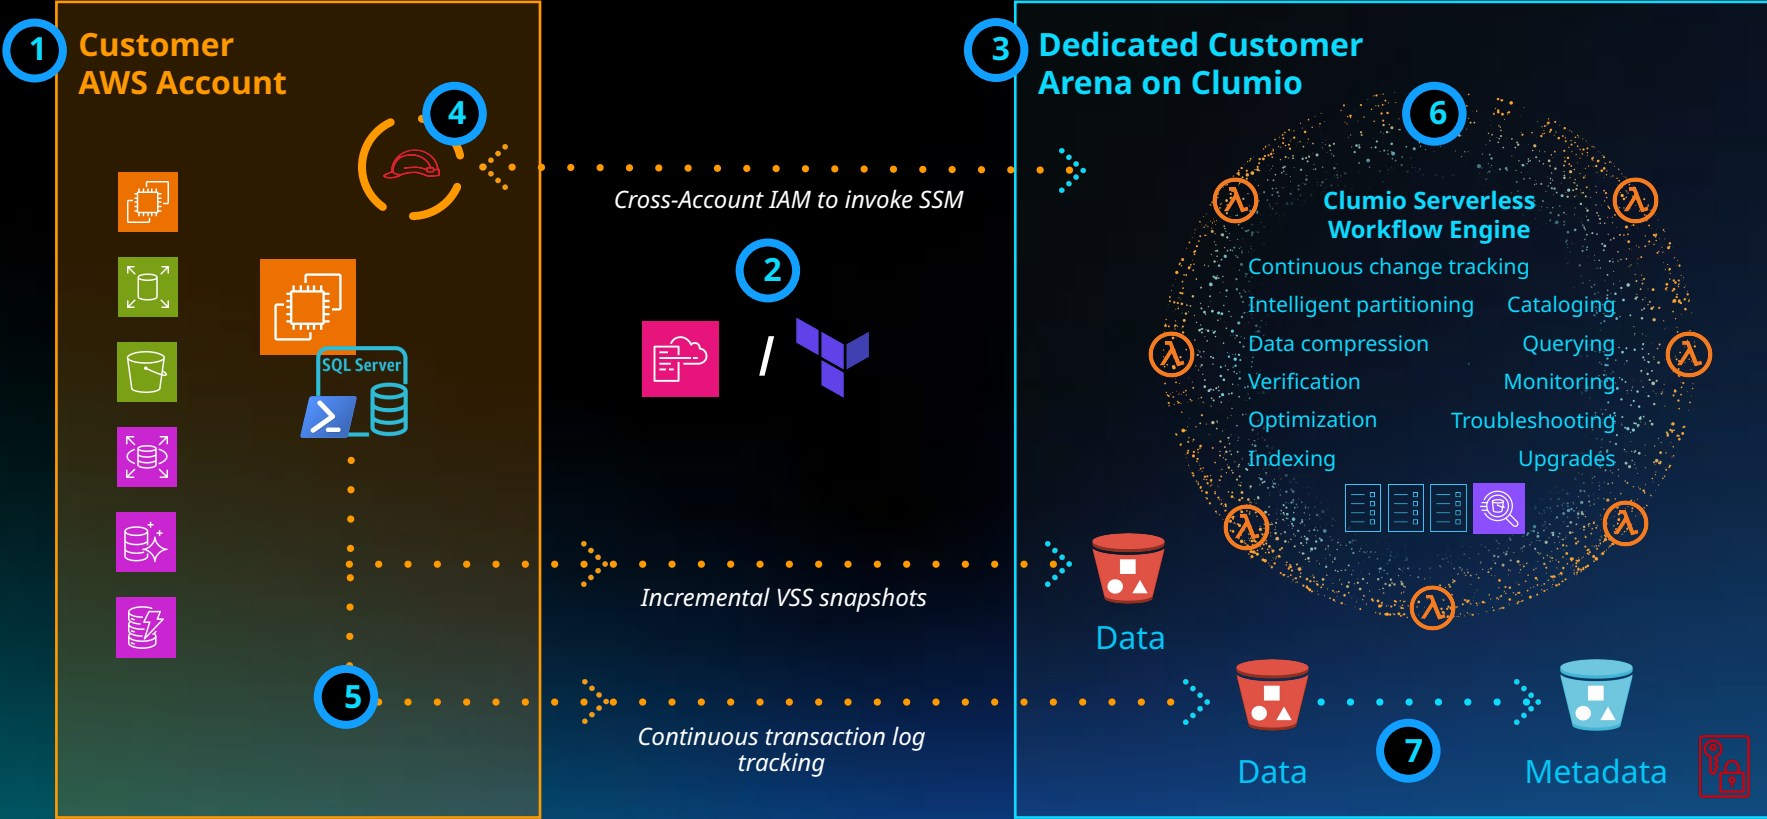 1
Customer
AWS Account
4
SQL Server
5
Cross-Account IAM to invoke SSM
2
/
Incremental VSS snapshots
Continuous transaction log
tracking
3
Dedicated Customer
Arena on Clumio
6
Clumio Serverless
Workflow Engine
Continuous change tracking
Intelligent partitioning Cataloging
Data compression Querying
Verification Monitoring
Optimization Troubleshooting
Indexing Upgrades
Data
Data
7
Metadata